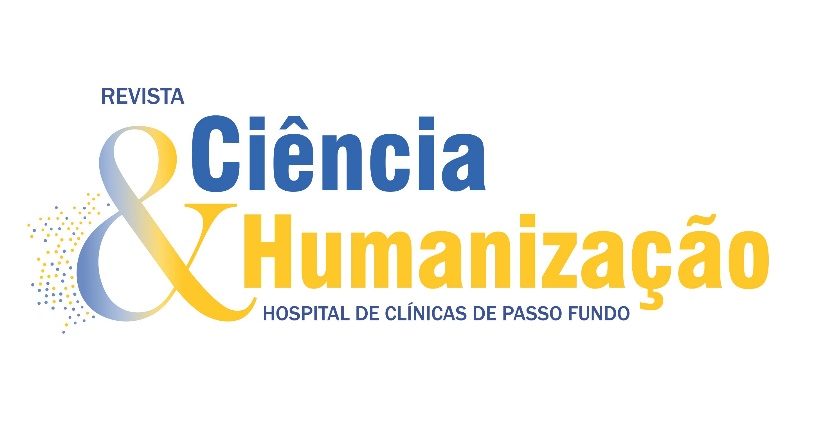 REVISTA
Ciência
& Humanização
HOSPITAL DE CLÍNICAS DE PASSO FUNDO